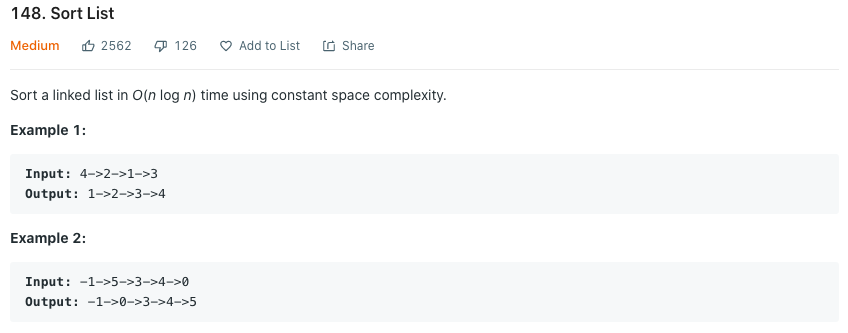 148. Sort List
Medium 2562 126 Add to List Share
Sort a linked list in O(n log n) time using constant space complexity.
Example 1:
Input: 4->2->1->3
Output: 1->2->3->4
Example 2:
Input: -1->5->3->4->0
Output: -1->0->3->4->5